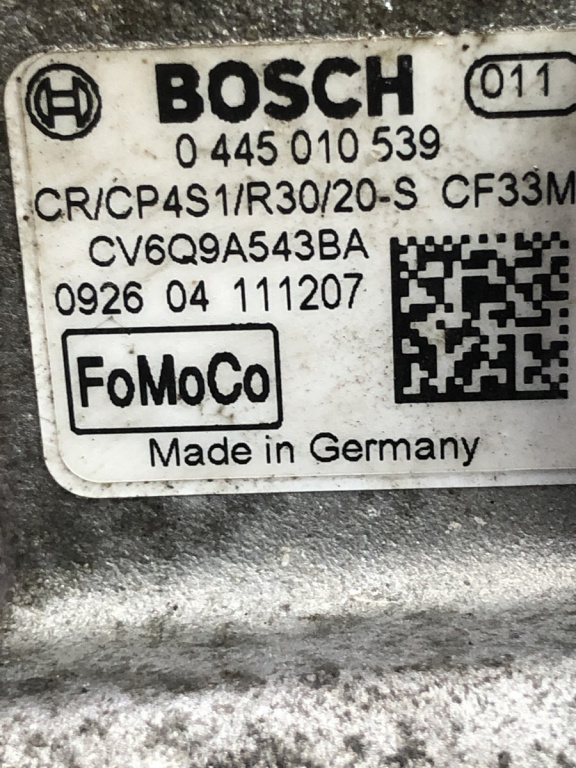 BOSCH 011
0 445 010 539
CR/CP4S1/R30/20-S CF33M
CV6Q9A543BA
0926 04 111207
FoMoCo
Made in Germany